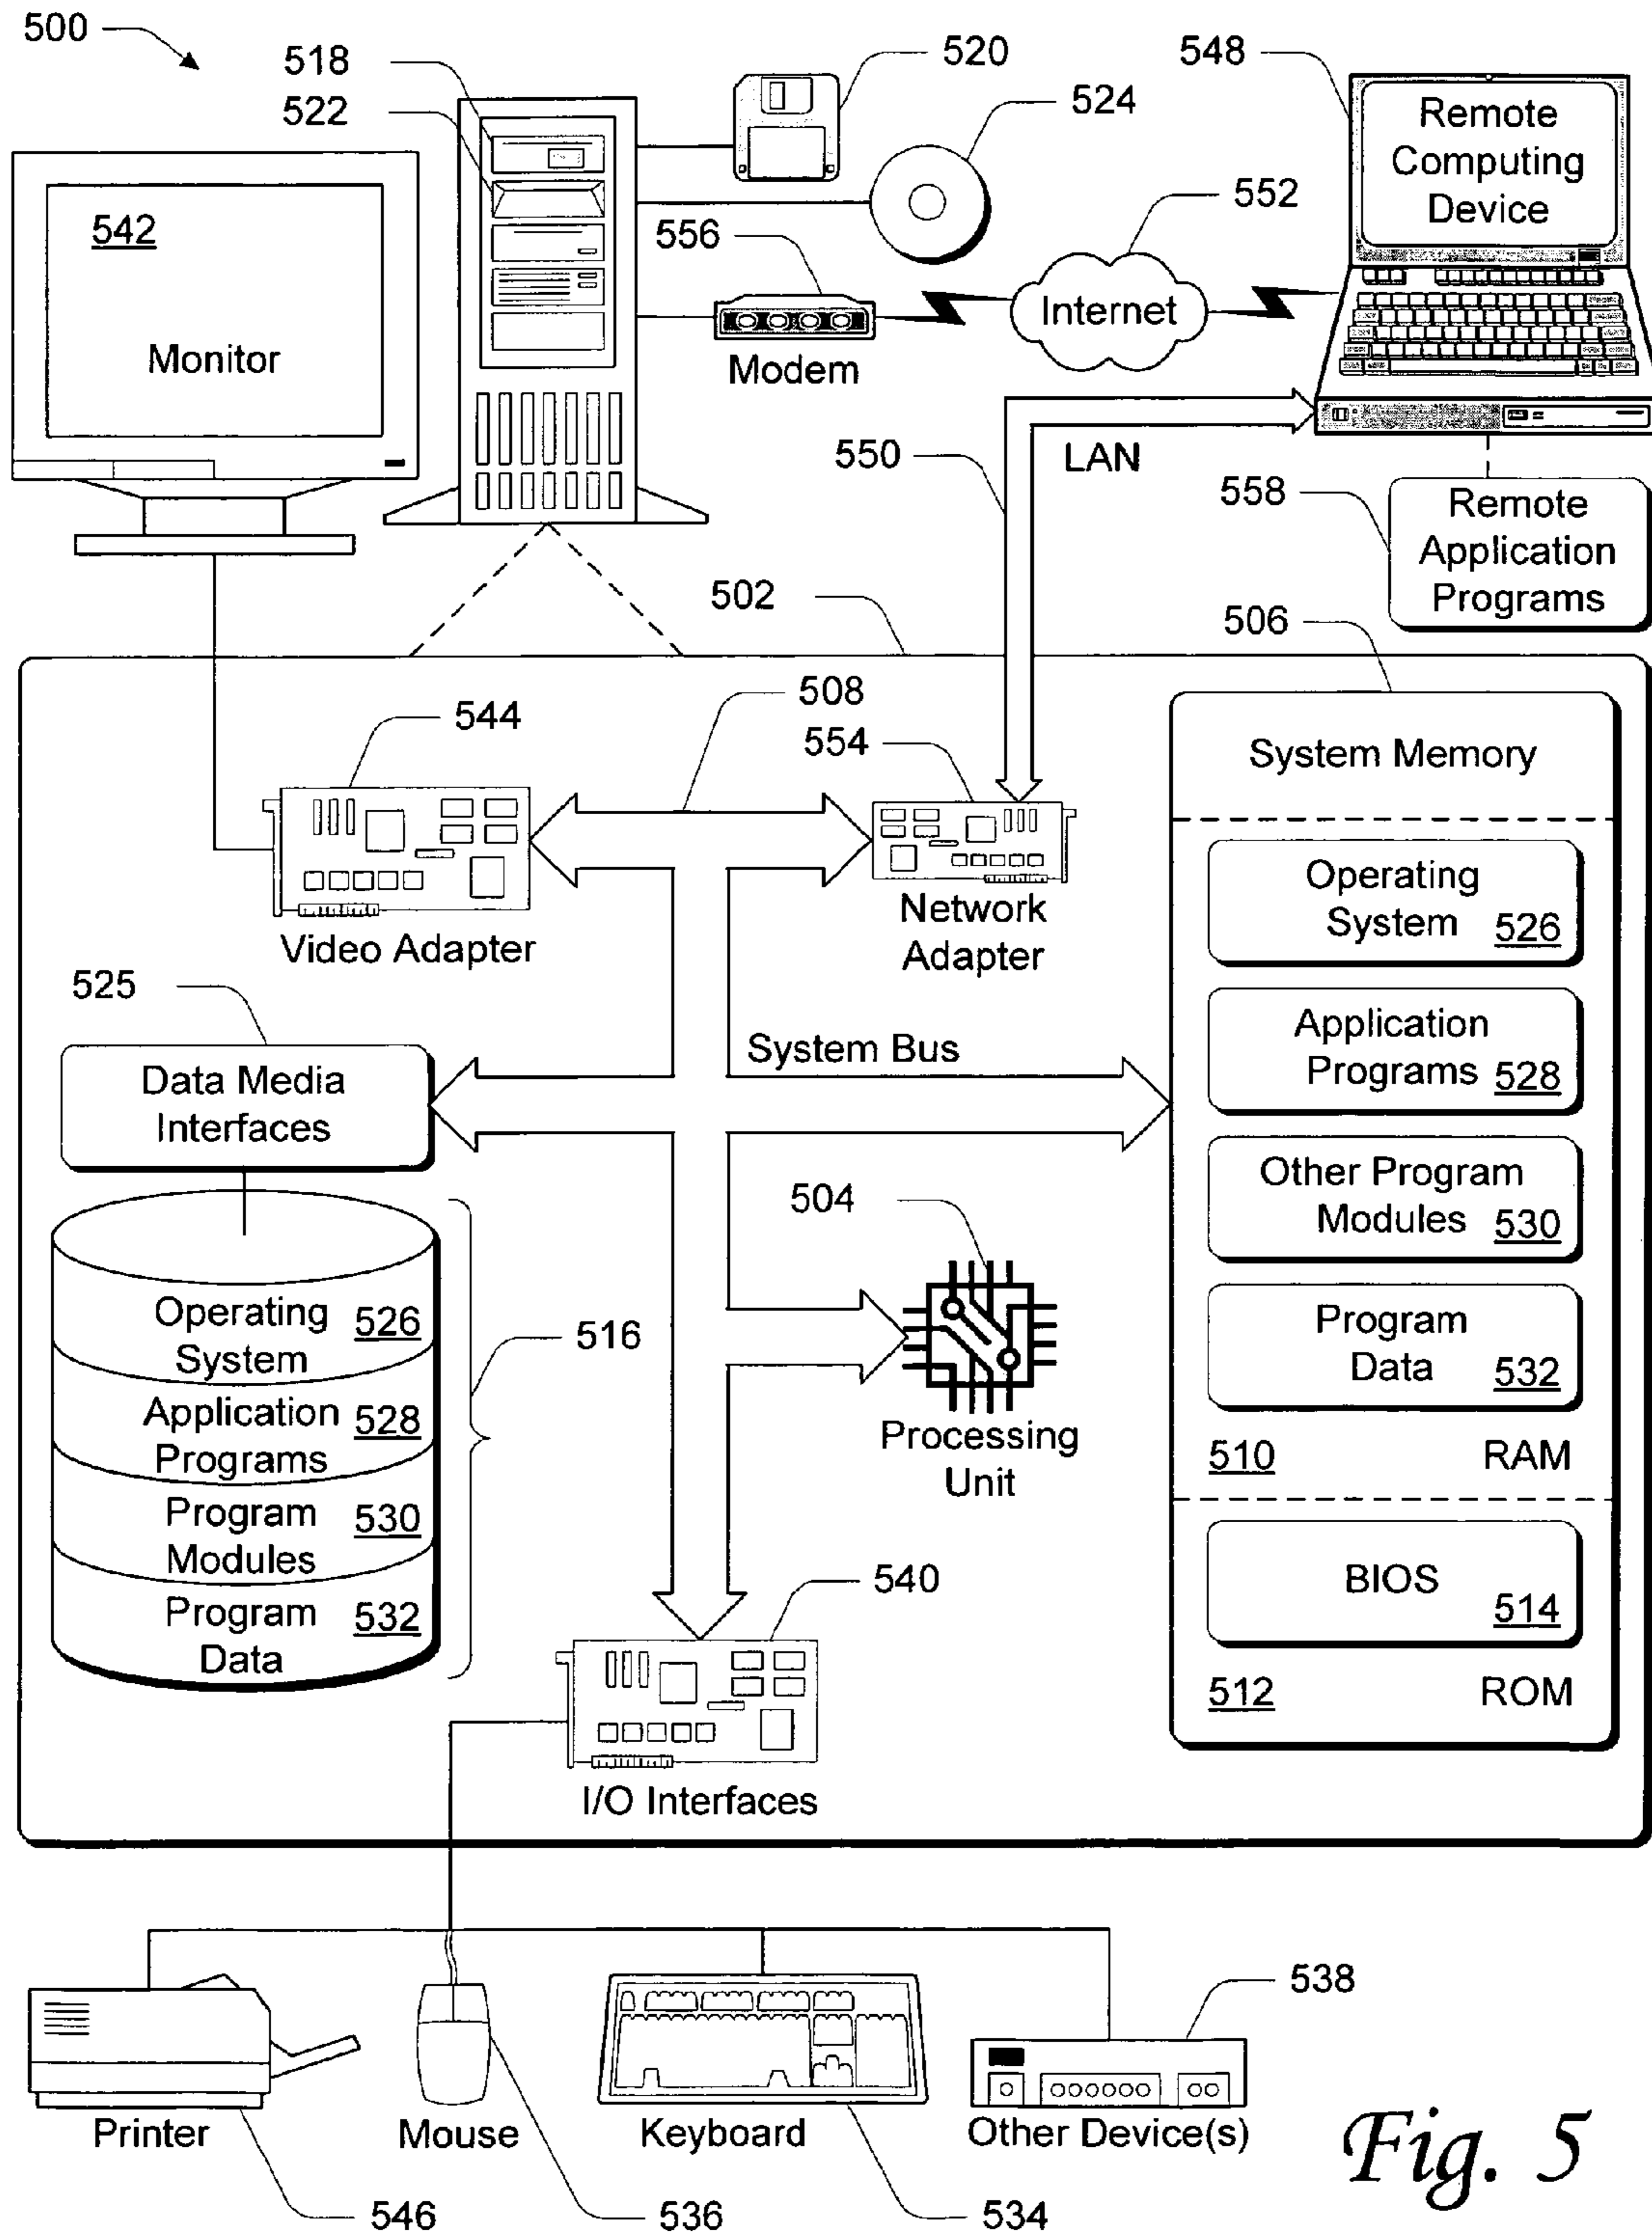 500
518
522
520
524
548
Remote
Computing
Device
542
Monitor
556
Modem
552
Internet
550
LAN
558
Remote
Application
Programs
502
506
544
508
554
Video Adapter
Network
Adapter
System Memory
Operating
System 526
Application
Programs 528
Other Program
Modules 530
Program
Data 532
510 RAM
BIOS
514
512 ROM
525
Data Media
Interfaces
System Bus
504
Processing
Unit
Operating
System 526
Application
Programs 528
Program
Modules 530
Program
Data 532
516
540
I/O Interfaces
Printer
546
Mouse
536
Keyboard
534
538
Other Device(s)
Fig. 5